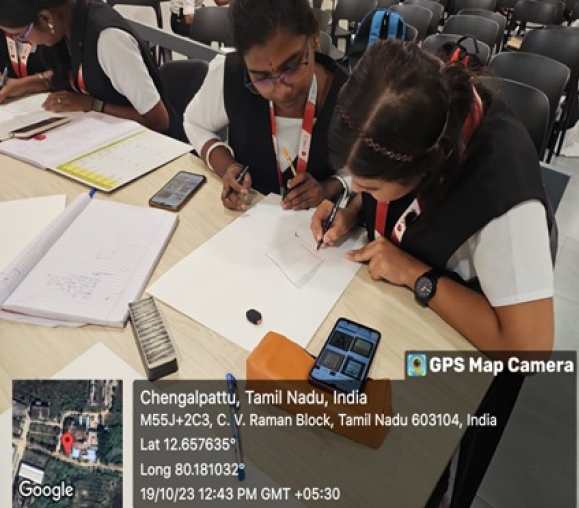 GPS Map Camera
Chengalpattu, Tamil Nadu, India
M55J+2C3, C. V. Raman Block, Tamil Nadu 603104, India
Lat 12.657635°
Long 80.181032°
19/10/23 12:43 PM GMT +05:30
Google